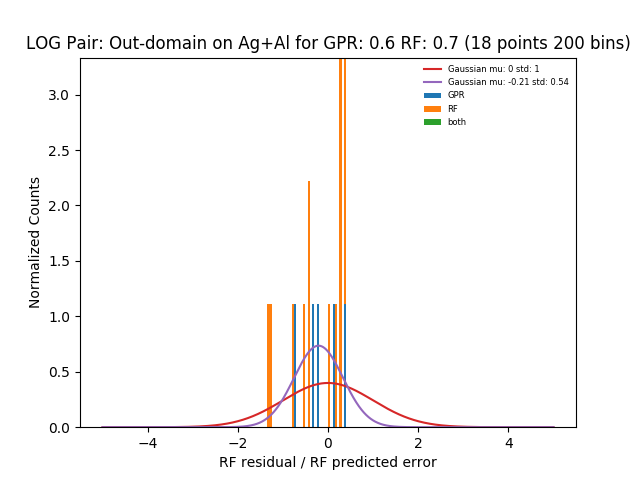 LOG Pair: Out-domain on Ag+Al for GPR: 0.6 RF: 0.7 (18 points 200 bins)
Gaussian mu: 0 std: 1
Gaussian mu: -0.21 std: 0.54
GPR
RF
both
Normalized Counts
3.0
2.5
2.0
1.5
1.0
0.5
0.0
−4 −2 0 2 4
RF residual / RF predicted error